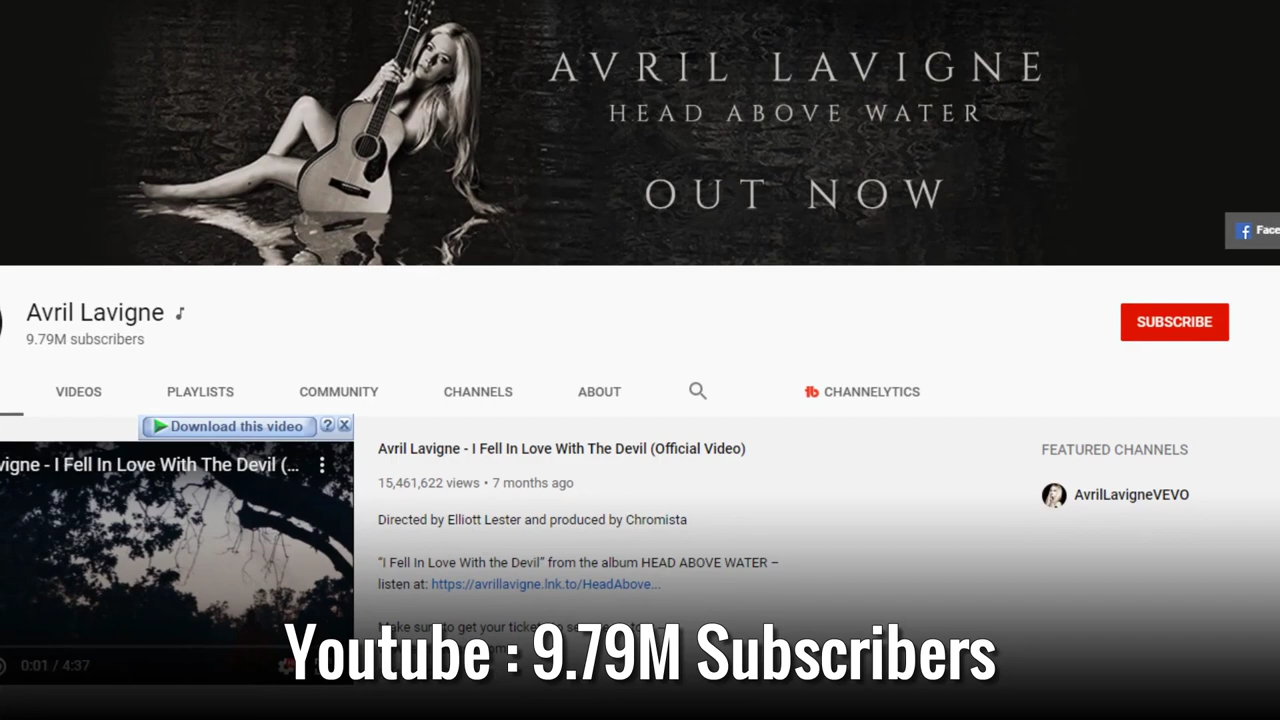 AVRIL LAVIGNE
HEAD ABOVE WATER
OUT NOW
Face
Avril Lavigne
9.79M subscribers
SUBSCRIBE
VIDEOS PLAYLISTS COMMUNITY CHANNELS ABOUT CHANNELYTICS
Download this video ? X
vigne - I Fell In Love With The Devil (...
Avril Lavigne - I Fell In Love With The Devil (Official Video)
15,461,622 views • 7 months ago
Directed by Elliott Lester and produced by Chromista
"I Fell In Love With the Devil" from the album HEAD ABOVE WATER –
listen at: https://avrillavigne.lnk.to/HeadAbove...
Make sure to get your ticket
FEATURED CHANNELS
AvrilLavigneVEVO
0:01 / 4:37
Youtube : 9.79M Subscribers